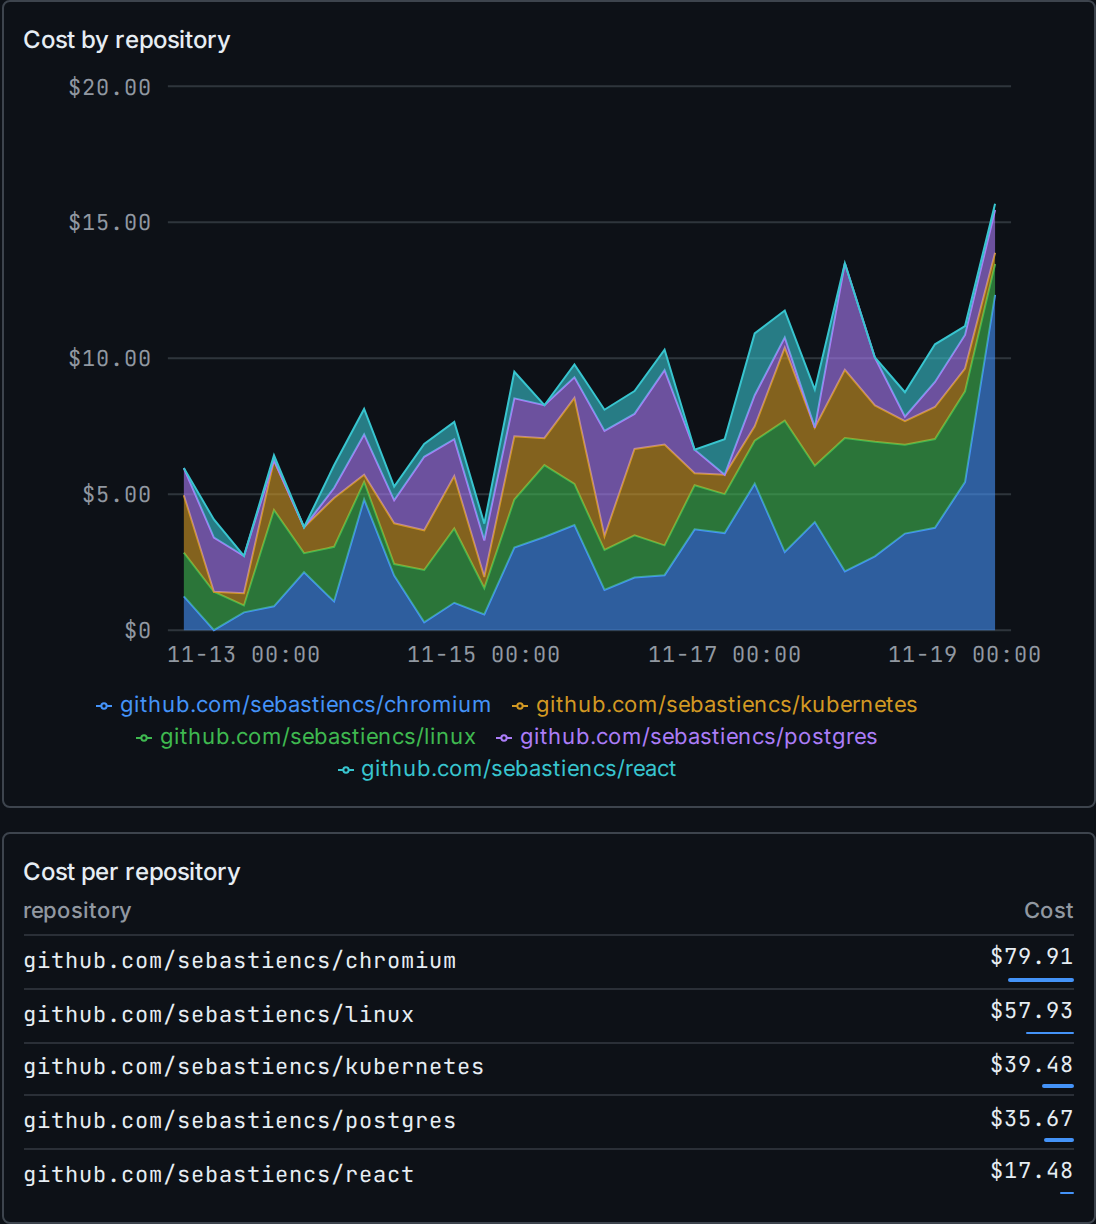 Cost by repository
$20.00
$15.00
$10.00
$5.00
$0
11-13 00:00 11-15 00:00 11-17 00:00 11-19 00:00
github.com/sebastiencs/chromium github.com/sebastiencs/kubernetes
github.com/sebastiencs/linux github.com/sebastiencs/postgres
github.com/sebastiencs/react
Cost per repository
repository Cost
github.com/sebastiencs/chromium $79.91
github.com/sebastiencs/linux $57.93
github.com/sebastiencs/kubernetes $39.48
github.com/sebastiencs/postgres $35.67
github.com/sebastiencs/react $17.48